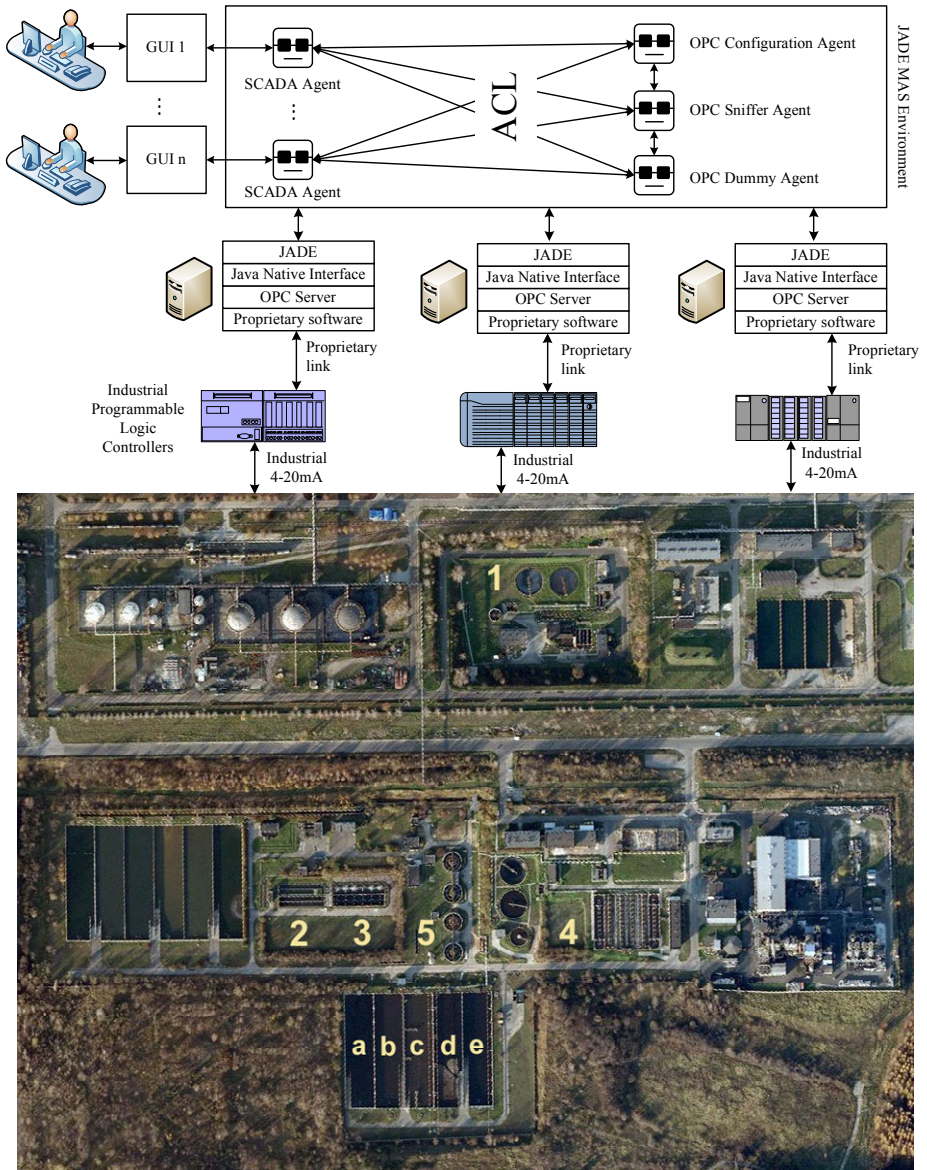 GUI 1
SCADA Agent
OPC Configuration Agent
⋮
⋮
ACL
OPC Sniffer Agent
GUI n
SCADA Agent
OPC Dummy Agent
JADE MAS Environment
JADE
Java Native Interface
OPC Server
Proprietary software
JADE
Java Native Interface
OPC Server
Proprietary software
JADE
Java Native Interface
OPC Server
Proprietary software
Proprietary
link
Proprietary
link
Proprietary
link
Industrial
Programmable
Logic
Controllers
Industrial
4-20mA
Industrial
4-20mA
Industrial
4-20mA
1
2 3 5 4
a b c d e